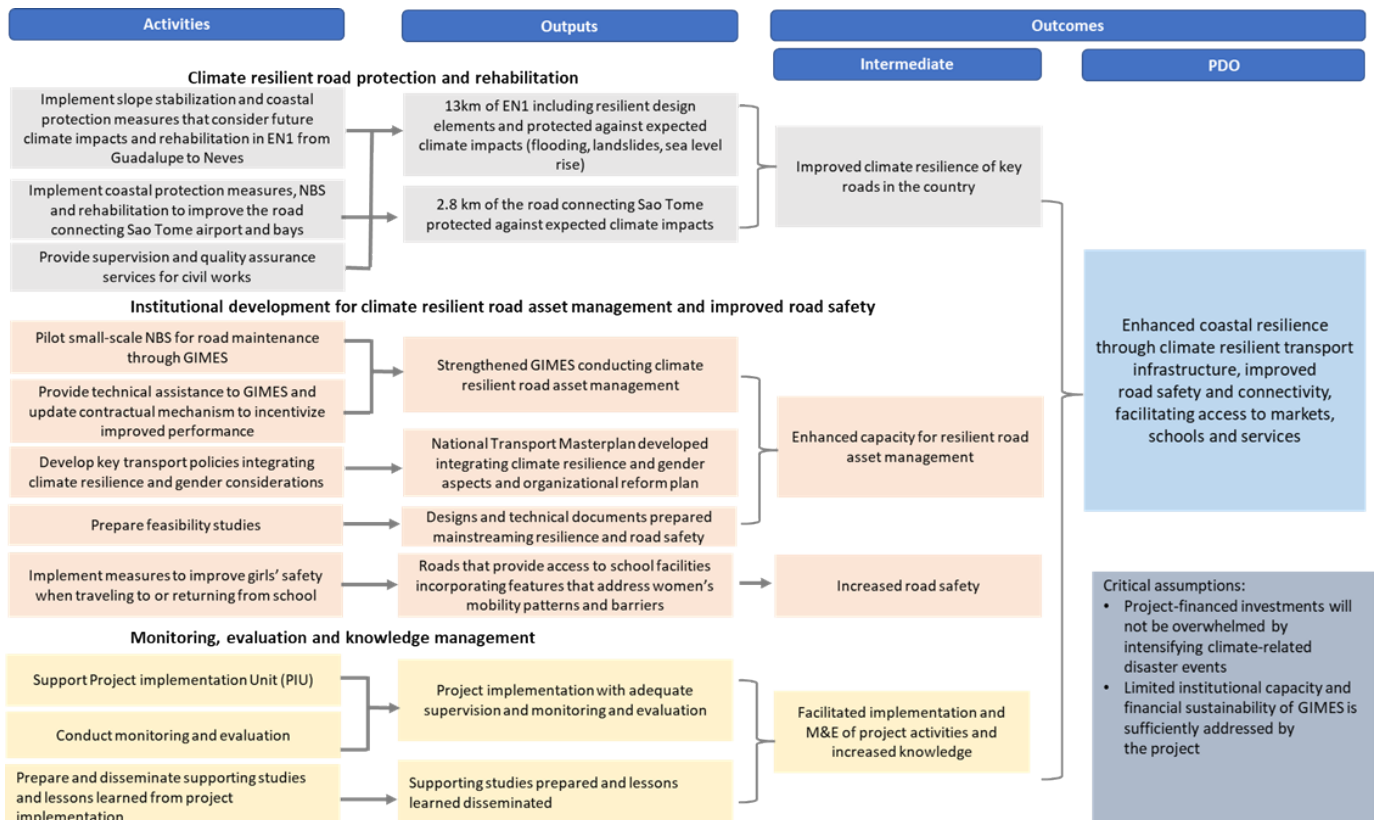 Activities
Outputs
Outcomes
Intermediate
PDO
Climate resilient road protection and rehabilitation
Implement slope stabilization and coastal
protection measures that consider future
climate impacts and rehabilitation in EN1 from
Guadalupe to Neves
13km of EN1 including resilient design
elements and protected against expected
climate impacts (flooding, landslides, sea level
rise)
Improved climate resilience of key
roads in the country
Implement coastal protection measures, NBS
and rehabilitation to improve the road
connecting Sao Tome airport and bays
2.8 km of the road connecting Sao Tome
protected against expected climate impacts
Provide supervision and quality assurance
services for civil works
Institutional development for climate resilient road asset management and improved road safety
Pilot small-scale NBS for road maintenance
through GIMES
Strengthened GIMES conducting climate
resilient road asset management
Provide technical assistance to GIMES and
update contractual mechanism to incentivize
improved performance
Enhanced capacity for resilient road
asset management
Develop key transport policies integrating
climate resilience and gender considerations
National Transport Masterplan developed
integrating climate resilience and gender
aspects and organizational reform plan
Prepare feasibility studies
Designs and technical documents prepared
mainstreaming resilience and road safety
Implement measures to improve girls' safety
when traveling to or returning from school
Roads that provide access to school facilities
incorporating features that address women's
mobility patterns and barriers
Increased road safety
Monitoring, evaluation and knowledge management
Support Project implementation Unit (PIU)
Project implementation with adequate
supervision and monitoring and evaluation
Conduct monitoring and evaluation
Facilitated implementation and
M&E of project activities and
increased knowledge
Prepare and disseminate supporting studies
and lessons learned from project
implementation
Supporting studies prepared and lessons
learned disseminated
Enhanced coastal resilience
through climate resilient transport
infrastructure, improved
road safety and connectivity,
facilitating access to markets,
schools and services
Critical assumptions:
• Project-financed investments will
not be overwhelmed by
intensifying climate-related
disaster events
• Limited institutional capacity and
financial sustainability of GIMES is
sufficiently addressed by
the project